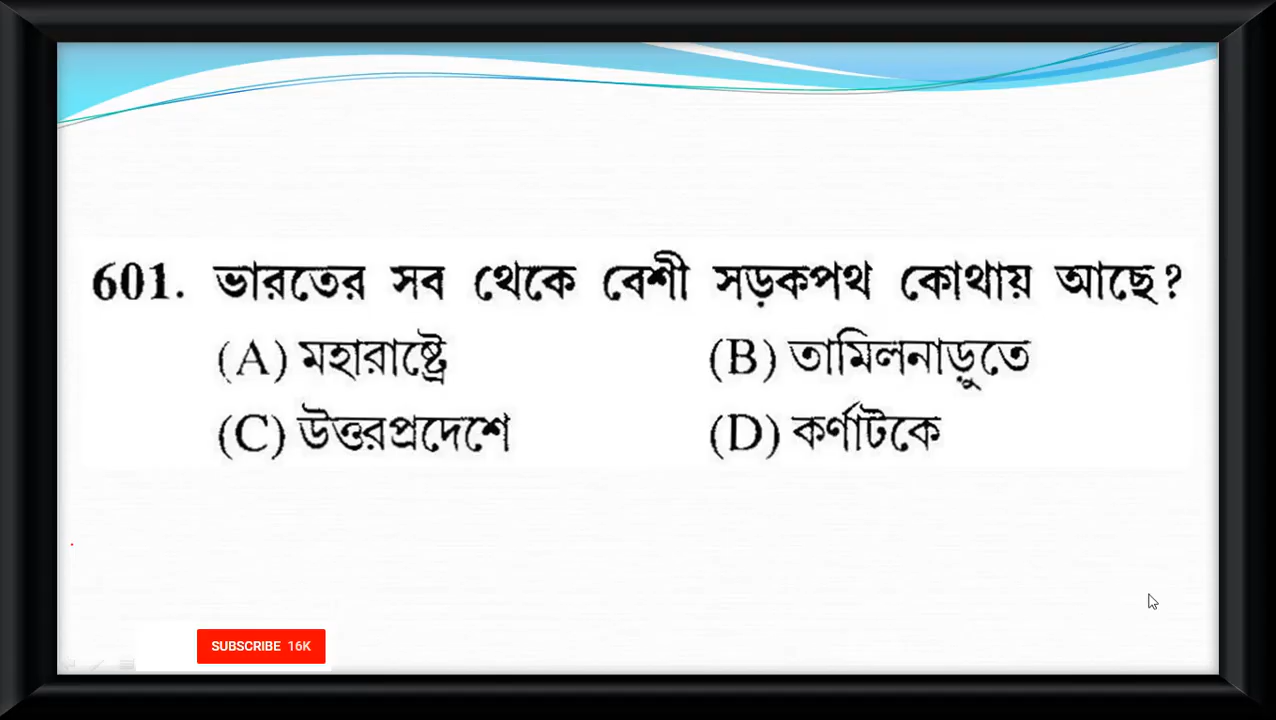 601. ভারতের সব থেকে বেশী সড়কপথ কোথায় আছে?
(A) মহারাষ্ট্রে (B) তামিলনাড়ুতে
(C) উত্তরপ্রদেশে (D) কর্ণাটকে
SUBSCRIBE 16K